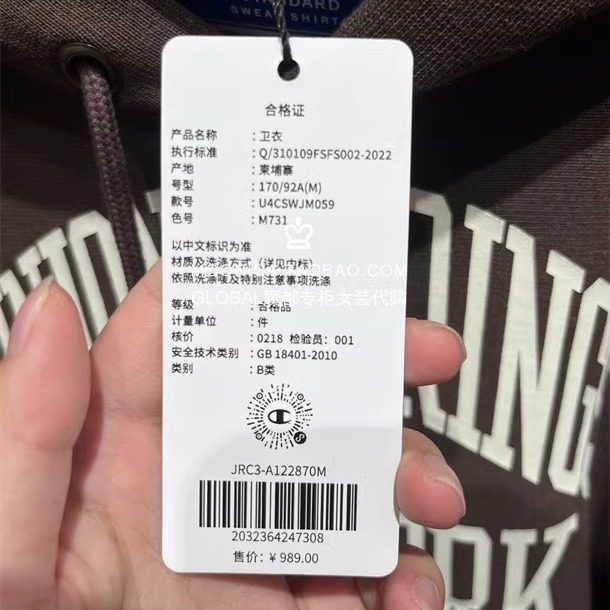 STANDARD
SWEAT SHIRT
合格证
产品名称 : 卫衣
执行标准 : Q/310109FSFS002-2022
产地 : 柬埔寨
号型 : 170/92A(M)
款号 : U4CSWJM059
色号 : M731
以中文标识为准
材质及洗涤方式（详见内标）
依照洗涤唛及特别注意事项洗涤
等级 : 合格品
计量单位 : 件
核价 : 0218 检验员: 001
安全技术类别 : GB 18401-2010
类别 : B类
JRC3-A122870M
2032364247308
售价: ¥ 989.00